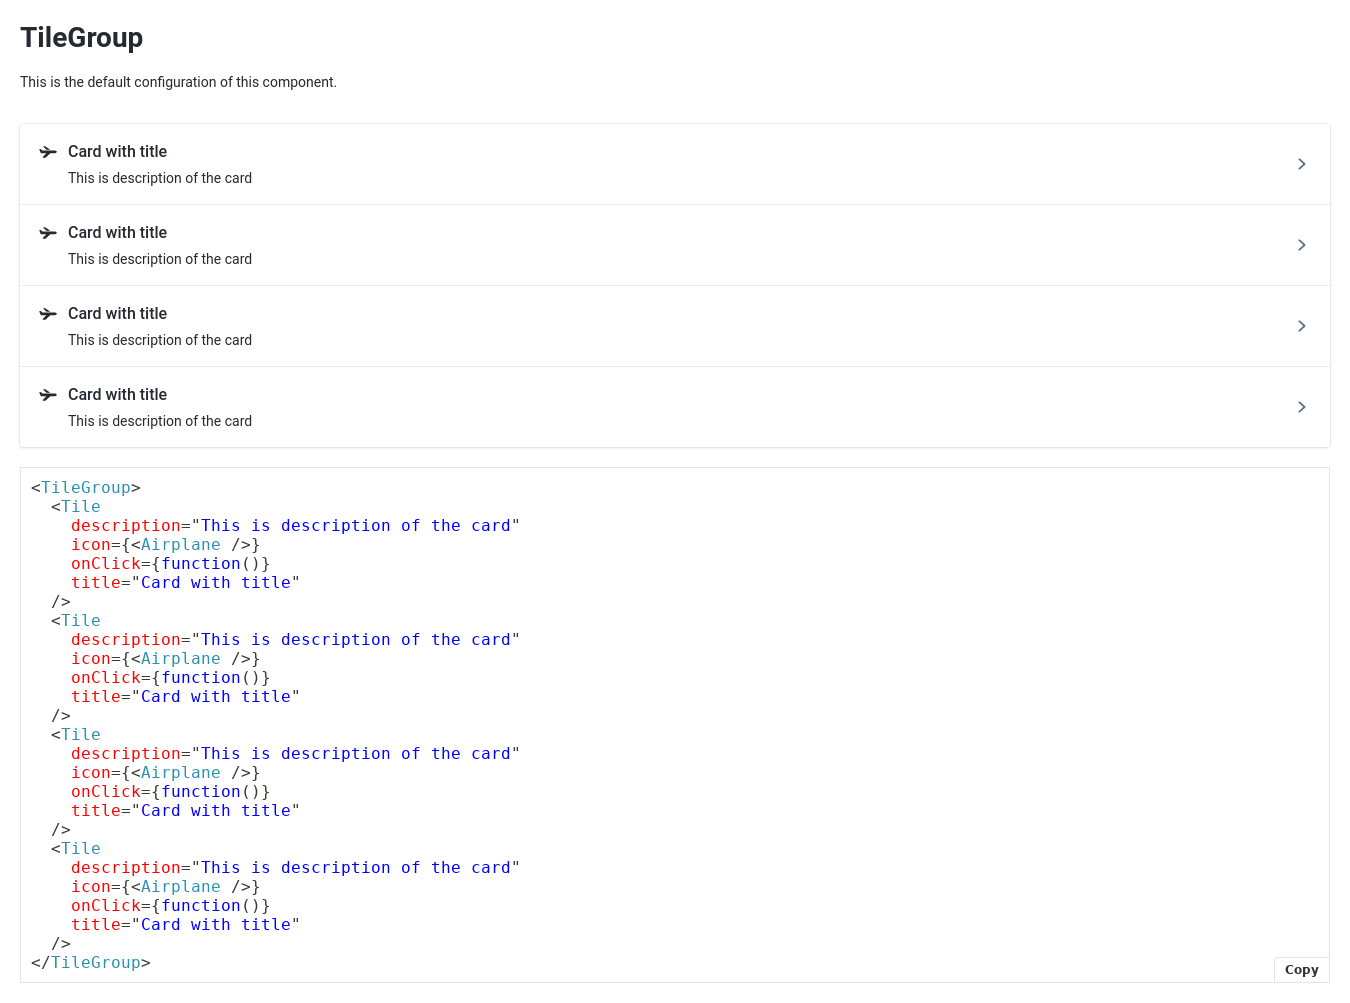 TileGroup
This is the default configuration of this component.
Card with title
This is description of the card
Card with title
This is description of the card
Card with title
This is description of the card
Card with title
This is description of the card
<TileGroup>
  <Tile
    description="This is description of the card"
    icon={<Airplane />}
    onClick={function()}
    title="Card with title"
  />
  <Tile
    description="This is description of the card"
    icon={<Airplane />}
    onClick={function()}
    title="Card with title"
  />
  <Tile
    description="This is description of the card"
    icon={<Airplane />}
    onClick={function()}
    title="Card with title"
  />
  <Tile
    description="This is description of the card"
    icon={<Airplane />}
    onClick={function()}
    title="Card with title"
  />
</TileGroup>
Copy